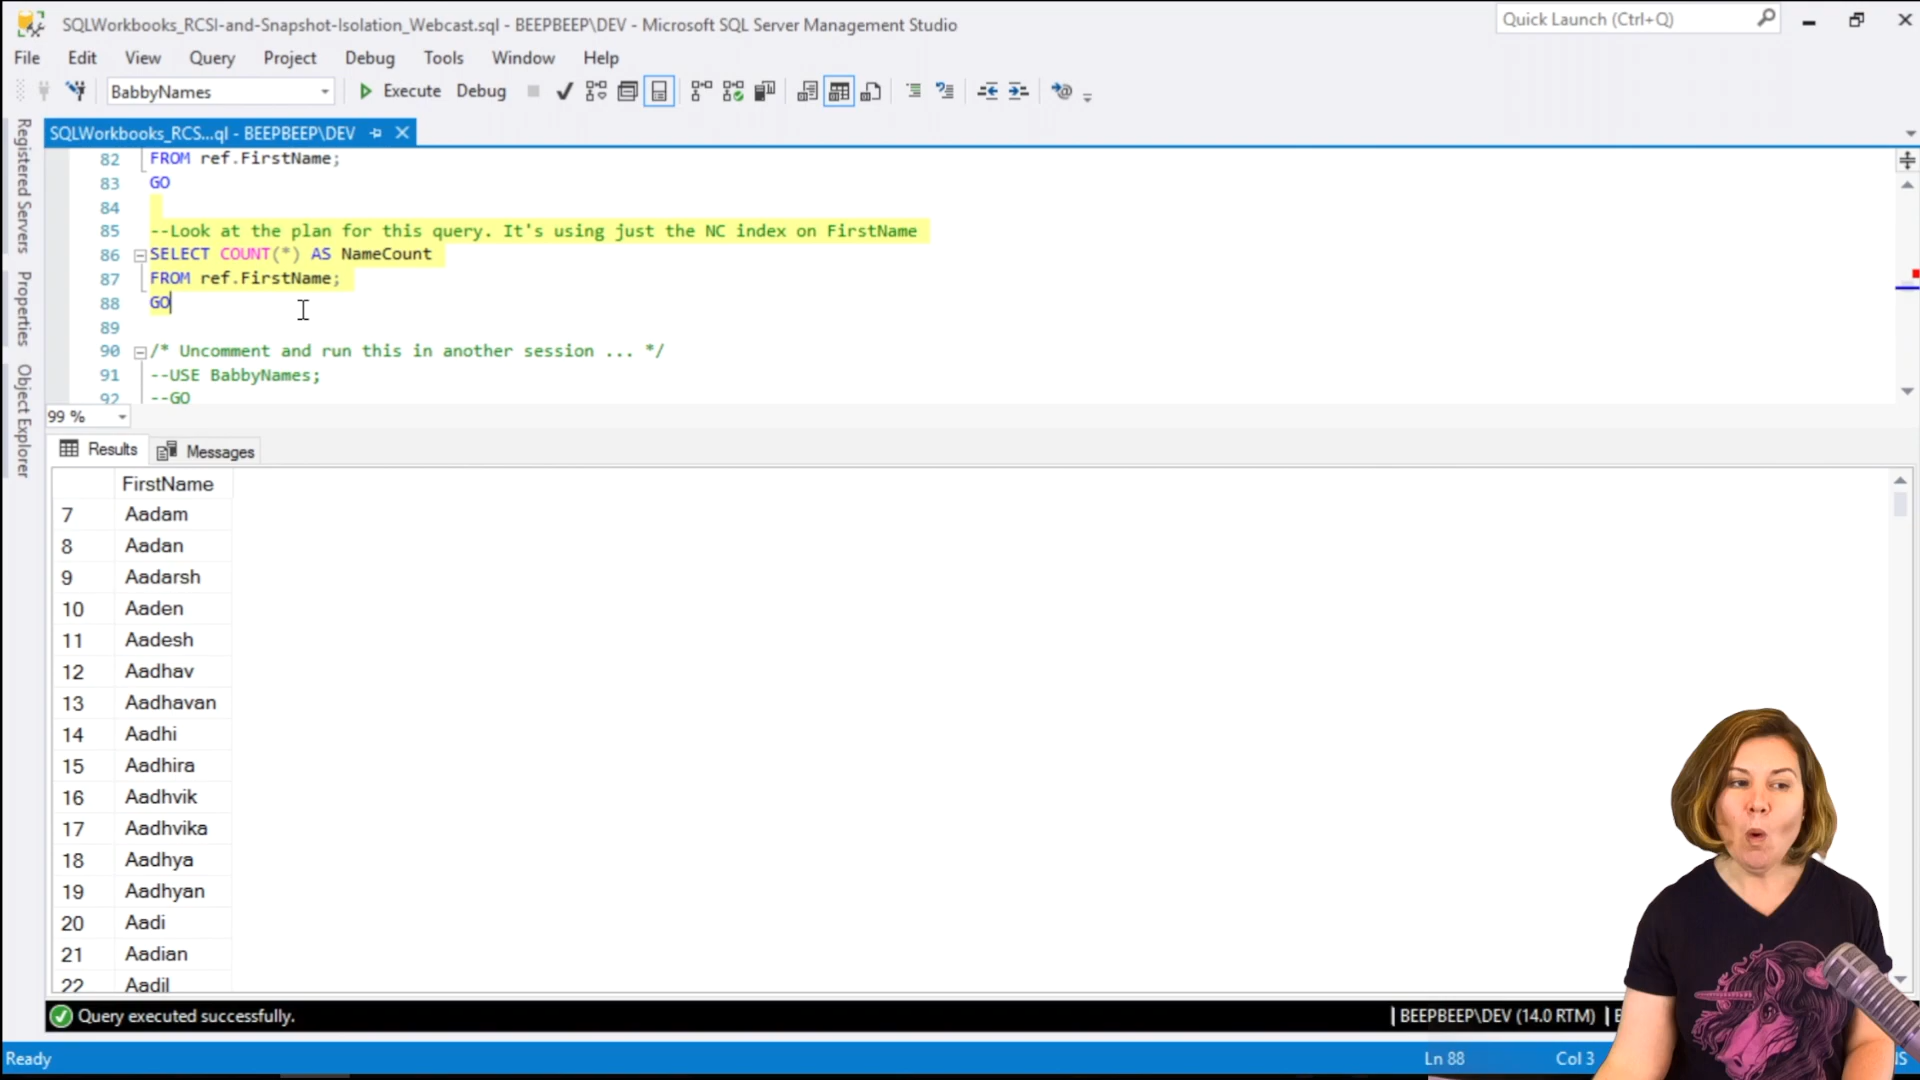 SQLWorkbooks_RCSI-and-Snapshot-Isolation_Webcast.sql - BEEPBEEP\DEV - Microsoft SQL Server Management Studio
Quick Launch (Ctrl+Q)
File Edit View Query Project Debug Tools Window Help
BabbyNames Execute Debug
SQLWorkbooks_RCS...ql - BEEPBEEP\DEV
Registered Servers
Properties
Object Explorer
82 FROM ref.FirstName;
83 GO
84
85 --Look at the plan for this query. It's using just the NC index on FirstName
86 SELECT COUNT(*) AS NameCount
87 FROM ref.FirstName;
88 GO
89
90 /* Uncomment and run this in another session ... */
91 --USE BabbyNames;
92 --GO
99 %
Results Messages
FirstName
7 Aadam
8 Aadan
9 Aadarsh
10 Aaden
11 Aadesh
12 Aadhav
13 Aadhavan
14 Aadhi
15 Aadhira
16 Aadhvik
17 Aadhvika
18 Aadhya
19 Aadhyan
20 Aadi
21 Aadian
22 Aadil
Query executed successfully.
BEEPBEEP\DEV (14.0 RTM)
Ready Ln 88 Col 3